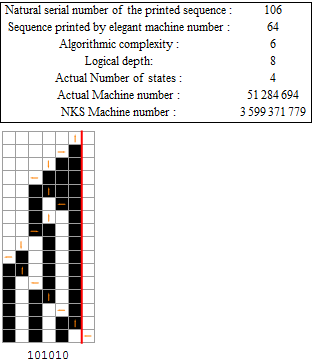 Natural serial number of the printed sequence : 106
Sequence printed by elegant machine number : 64
Algorithmic complexity : 6
Logical depth: 8
Actual Number of states : 4
Actual Machine number : 51 284 694
NKS Machine number : 3 599 371 779
101010